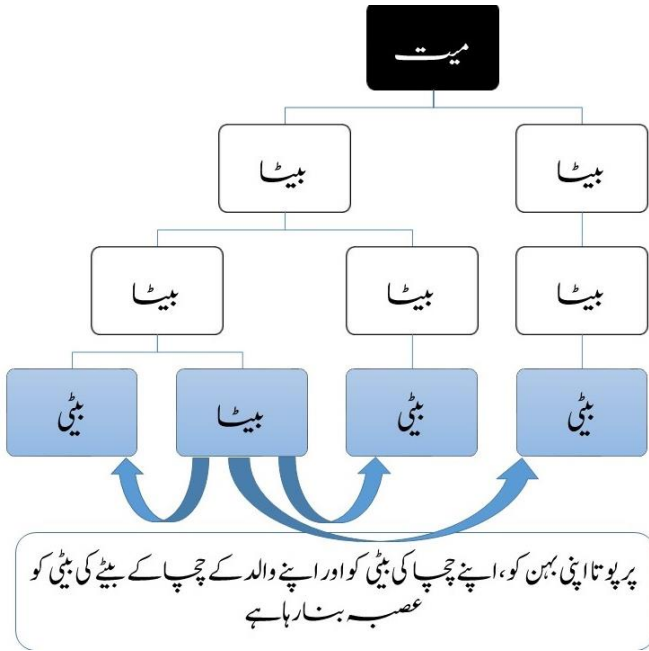 میت
بیٹا
بیٹا
بیٹا
بیٹا
بیٹا
بیٹی
بیٹی
بیٹا
بیٹی
پرپوتا اپنی بہن کو، اپنے چچا کی بیٹی کو اور اپنے والد کے چچا کے بیٹے کی بیٹی کو
عصبہ بنا رہا ہے